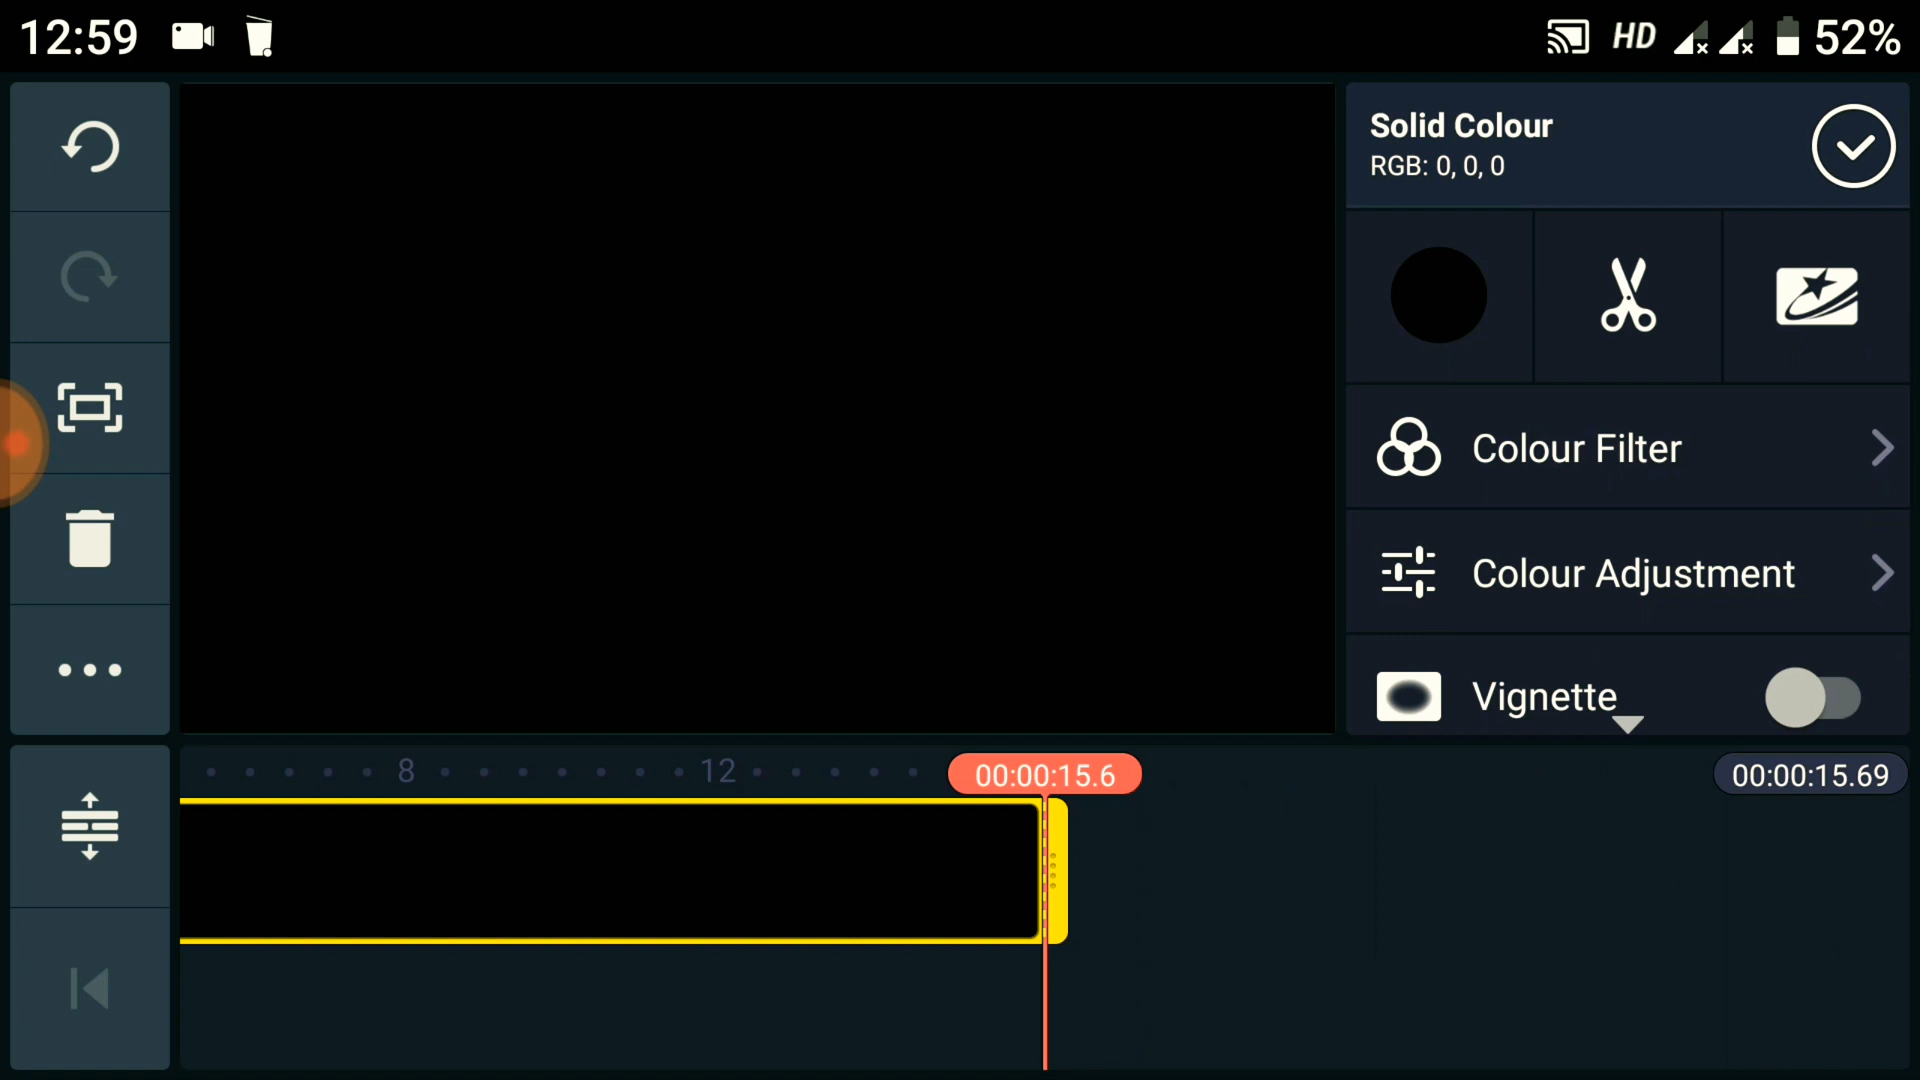 12:59
HD
52%
Solid Colour
RGB: 0, 0, 0
Colour Filter
Colour Adjustment
Vignette
8
12
00:00:15.6
00:00:15.69